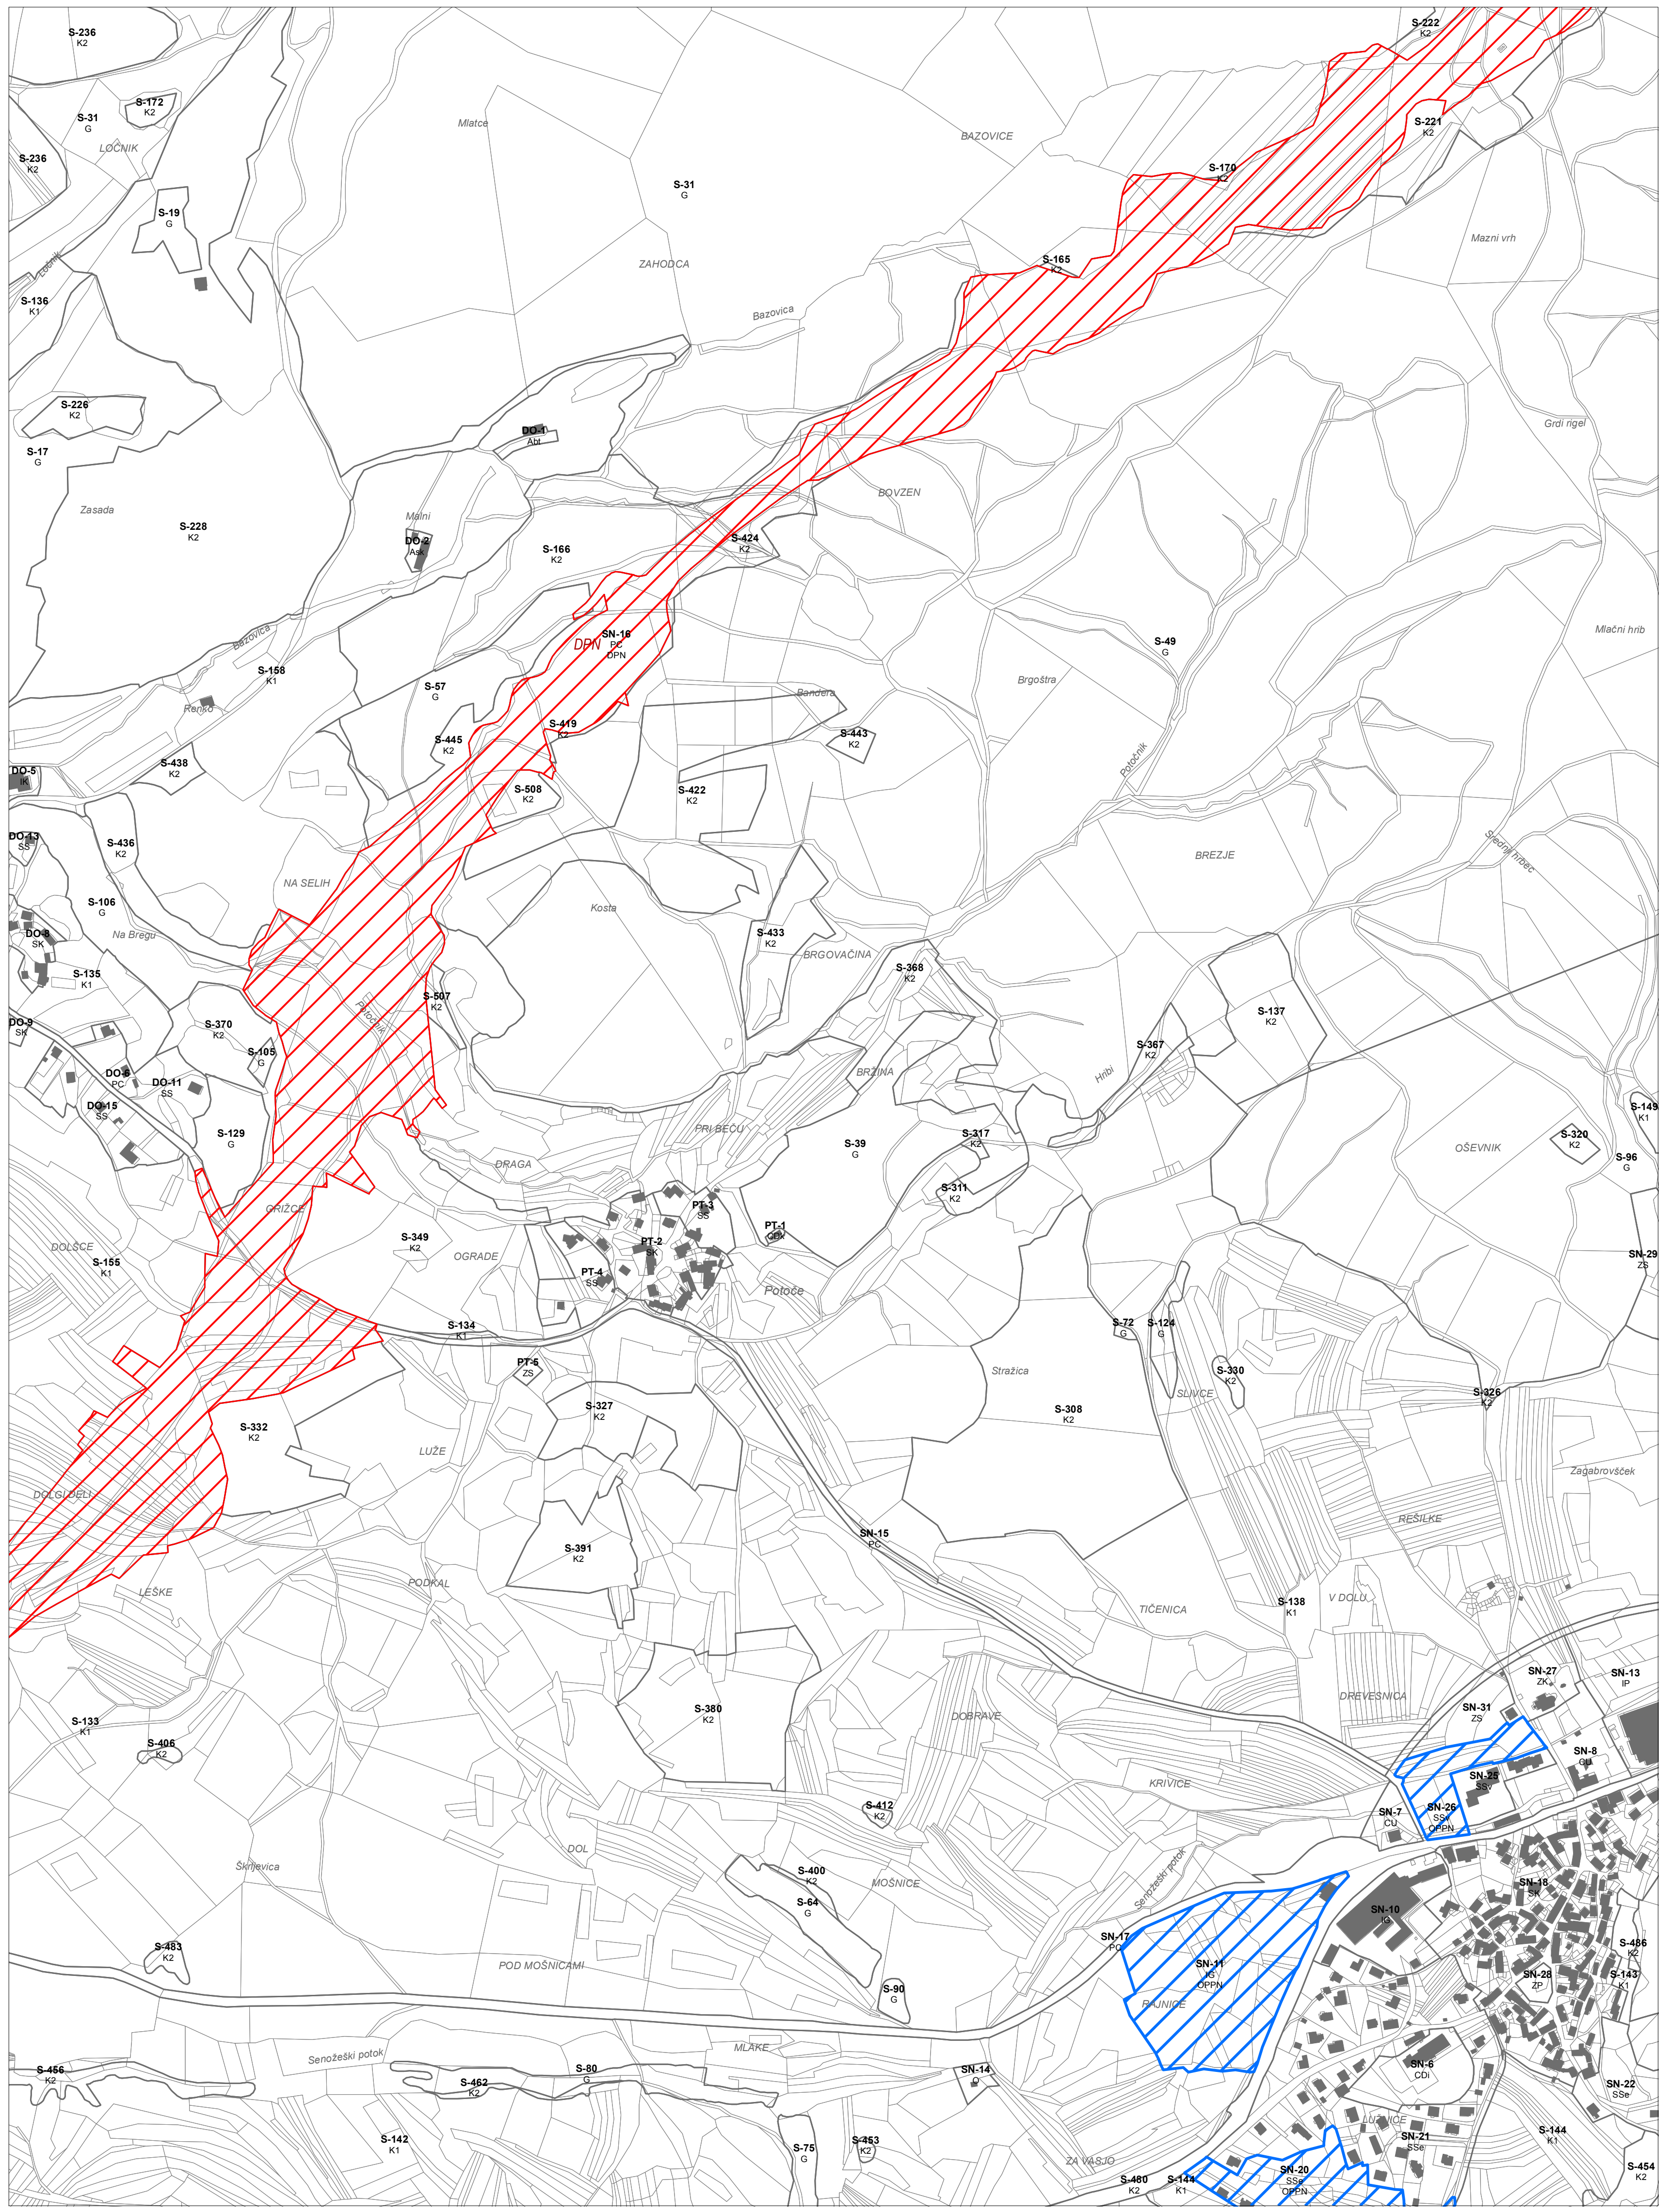 S-236
K2
S-222
K2
S-172
K2
S-31
G
Mlatce
S-221
K2
BAZOVICE
LOČNIK
S-236
K2
S-170
K2
S-31
G
S-19
G
Mazni vrh
Ločnik
ZAHODCA
S-165
K2
S-136
K1
Bazovica
S-226
K2
Grdi rigel
DO-1
Abt
S-17
G
BOVZEN
Zasada
Malni
S-228
K2
DO-2
Ask
S-166
K2
S-424
K2
Mlačni hrib
Bazovica
DPN
SN-16
PC
DPN
S-49
G
S-158
K1
Brgoštra
S-57
G
Bandera
Renko
S-419
K2
S-445
K2
S-443
K2
Potočnik
S-438
K2
DO-5
IK
S-508
K2
S-422
K2
DO-13
SS
S-436
K2
Srednji hrbec
BREZJE
NA SELIH
S-106
G
Kosta
DO-8
SK
Na Bregu
S-433
K2
BRGOVAČINA
S-135
K1
S-368
K2
S-507
K2
Potočnik
S-137
K2
DO-9
SK
S-370
K2
S-105
G
S-367
K2
DO-6
PC
DO-11
SS
BRŽINA
Hribi
DO-15
SS
S-149
K1
S-129
G
PRI BECU
S-39
G
S-317
K2
S-320
K2
OŠEVNIK
S-96
G
DRAGA
S-311
K2
GRIŽCE
PT-3
SS
PT-1
CDk
S-349
K2
PT-2
SK
DOLŠCE
OGRADE
SN-29
ZS
S-155
K1
PT-4
SS
Potoče
S-134
K1
S-72
G
S-124
G
PT-5
ZS
Stražica
S-330
K2
SLIVCE
S-326
K2
S-327
K2
S-308
K2
S-332
K2
LUŽE
Zagabrovšček
DOLGI DELI
REŠILKE
SN-15
PC
S-391
K2
LEŠKE
PODKAL
V DOLU
S-138
K1
TIČENICA
SN-27
ZK
SN-13
IP
DREVESNICA
SN-31
ZS
S-380
K2
DOBRAVE
S-133
K1
S-406
K2
SN-8
CU
KRIVICE
SN-25
SSv
S-412
K2
SN-7
CU
SN-26
SSv
OPPN
DOL
Škrljevica
Senožeški potok
S-400
K2
MOŠNICE
SN-18
SK
S-64
G
SN-10
IG
SN-17
PC
S-483
K2
S-486
K2
POD MOŠNICAMI
SN-11
IG
OPPN
SN-28
ZP
S-143
K1
S-90
G
RAJNICE
MLAKE
Senožeški potok
S-456
K2
S-80
G
SN-14
O
SN-6
CDi
S-462
K2
SN-22
SSe
LUŽNICE
S-142
K1
S-75
G
S-453
K2
SN-21
SSe
S-144
K1
ZA VASJO
SN-20
SSe
OPPN
S-480
K2
S-144
K1
S-454
K2